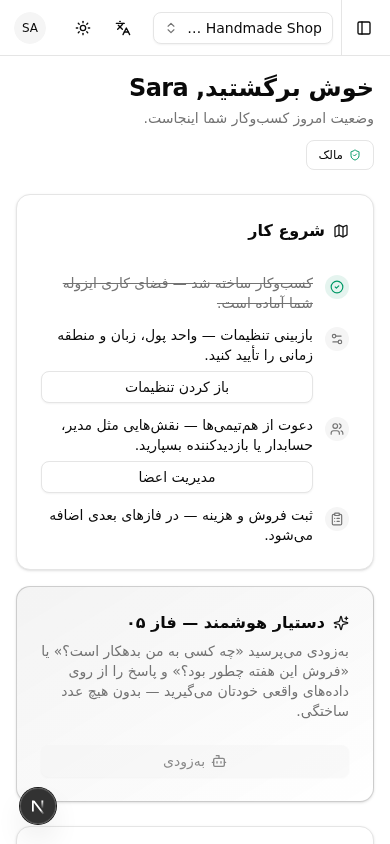 SA
Handmade Shop ...
خوش برگشتید, Sara
وضعیت امروز کسب‌وکار شما اینجاست.
مالک
شروع کار
کسب‌وکار ساخته شد — فضای کاری ایزوله
شما آماده است.
بازبینی تنظیمات — واحد پول، زبان و منطقه
زمانی را تأیید کنید.
باز کردن تنظیمات
دعوت از هم‌تیمی‌ها — نقش‌هایی مثل مدیر،
حسابدار یا بازدیدکننده بسپارید.
مدیریت اعضا
ثبت فروش و هزینه — در فازهای بعدی اضافه
می‌شود.
دستیار هوشمند — فاز ۰۵
به‌زودی می‌پرسید «چه کسی به من بدهکار است؟» یا
«فروش این هفته چطور بود؟» و پاسخ را از روی
داده‌های واقعی خودتان می‌گیرید — بدون هیچ عدد
ساختگی.
به‌زودی
N